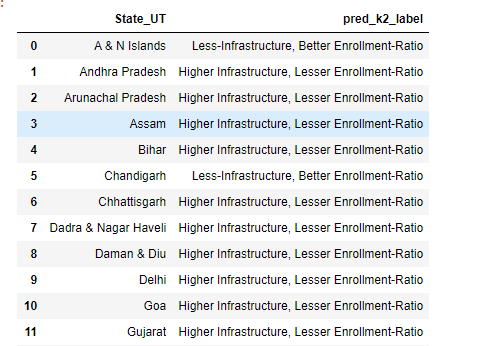 :
State_UT pred_k2_label
0 A & N Islands Less-Infrastructure, Better Enrollment-Ratio
1 Andhra Pradesh Higher Infrastructure, Lesser Enrollment-Ratio
2 Arunachal Pradesh Higher Infrastructure, Lesser Enrollment-Ratio
3 Assam Higher Infrastructure, Lesser Enrollment-Ratio
4 Bihar Higher Infrastructure, Lesser Enrollment-Ratio
5 Chandigarh Less-Infrastructure, Better Enrollment-Ratio
6 Chhattisgarh Higher Infrastructure, Lesser Enrollment-Ratio
7 Dadra & Nagar Haveli Higher Infrastructure, Lesser Enrollment-Ratio
8 Daman & Diu Higher Infrastructure, Lesser Enrollment-Ratio
9 Delhi Higher Infrastructure, Lesser Enrollment-Ratio
10 Goa Higher Infrastructure, Lesser Enrollment-Ratio
11 Gujarat Higher Infrastructure, Lesser Enrollment-Ratio